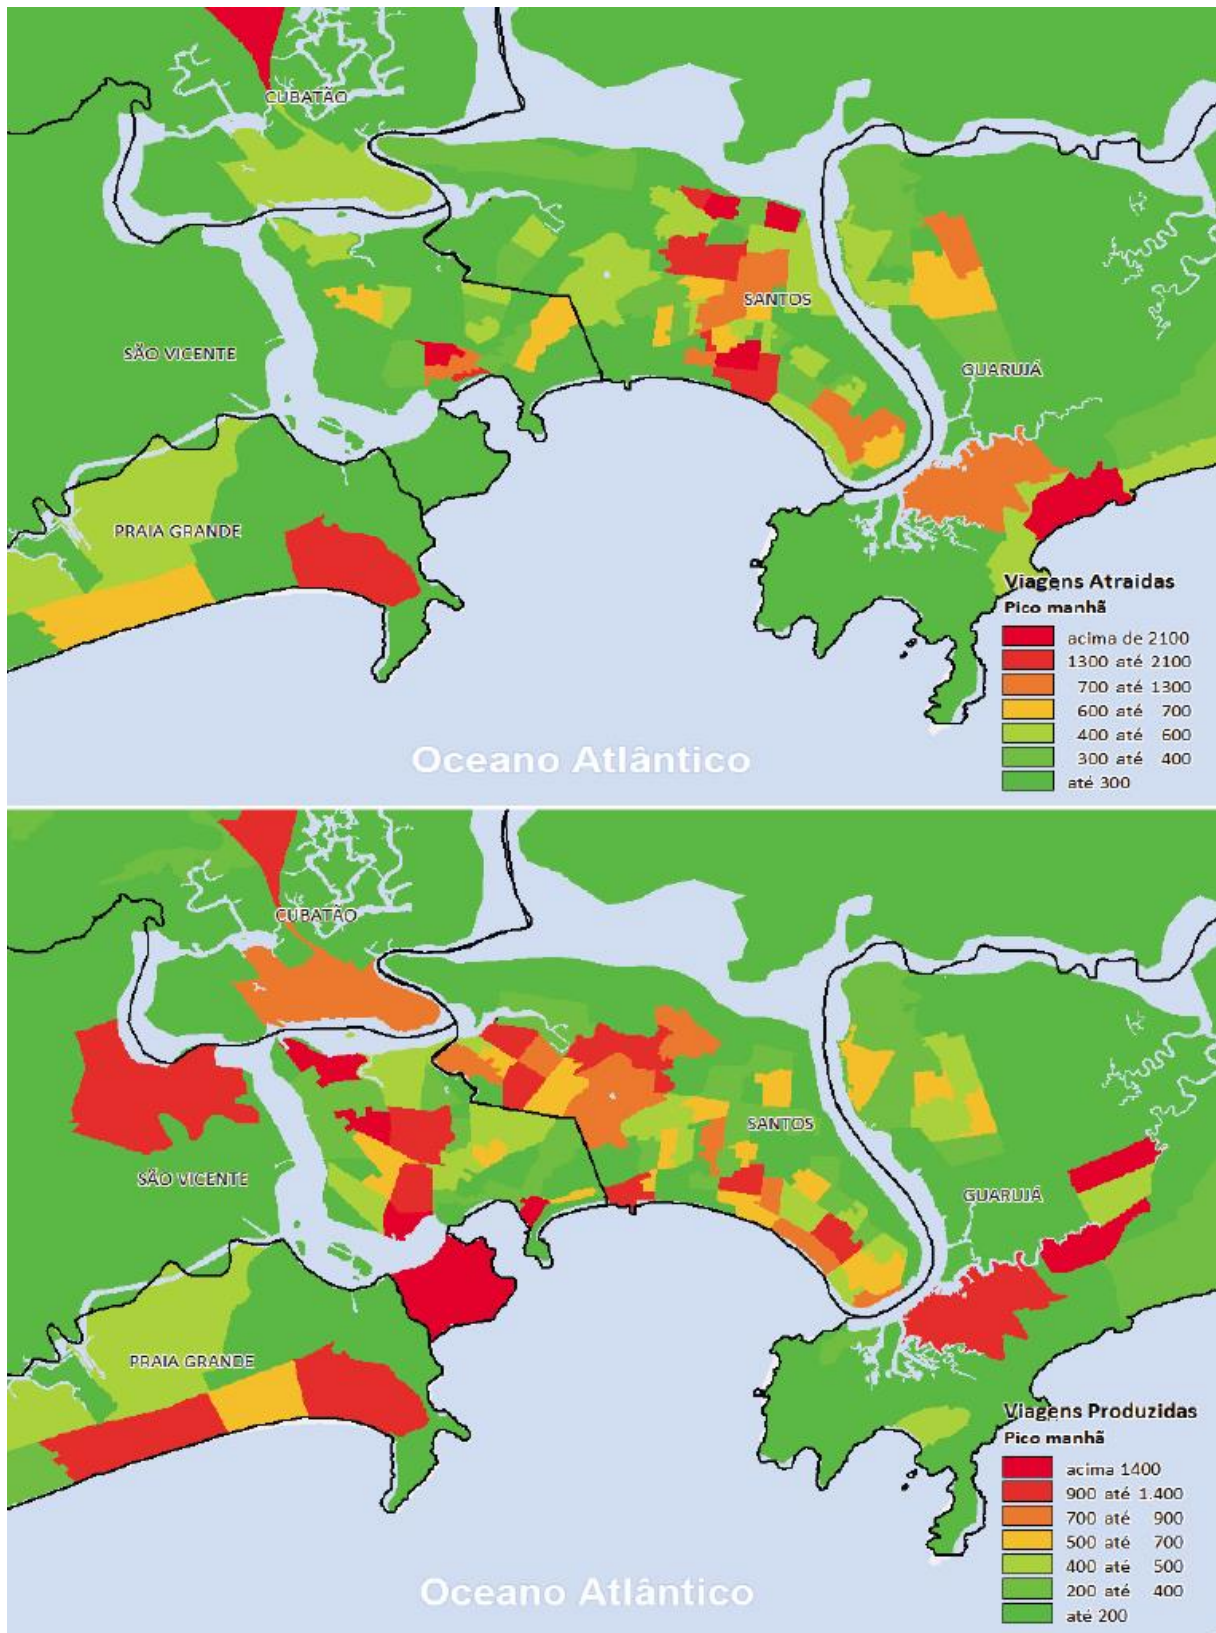 CUBATÃO
SANTOS
SÃO VICENTE
GUARUJÁ
PRAIA GRANDE
Viagens Atraidas
Pico manhã
acima de 2100
1300 até 2100
700 até 1300
600 até 700
400 até 600
300 até 400
até 300
Oceano Atlântico
CUBATÃO
SANTOS
SÃO VICENTE
GUARUJÁ
PRAIA GRANDE
Viagens Produzidas
Pico manhã
acima 1400
900 até 1.400
700 até 900
500 até 700
400 até 500
200 até 400
até 200
Oceano Atlântico